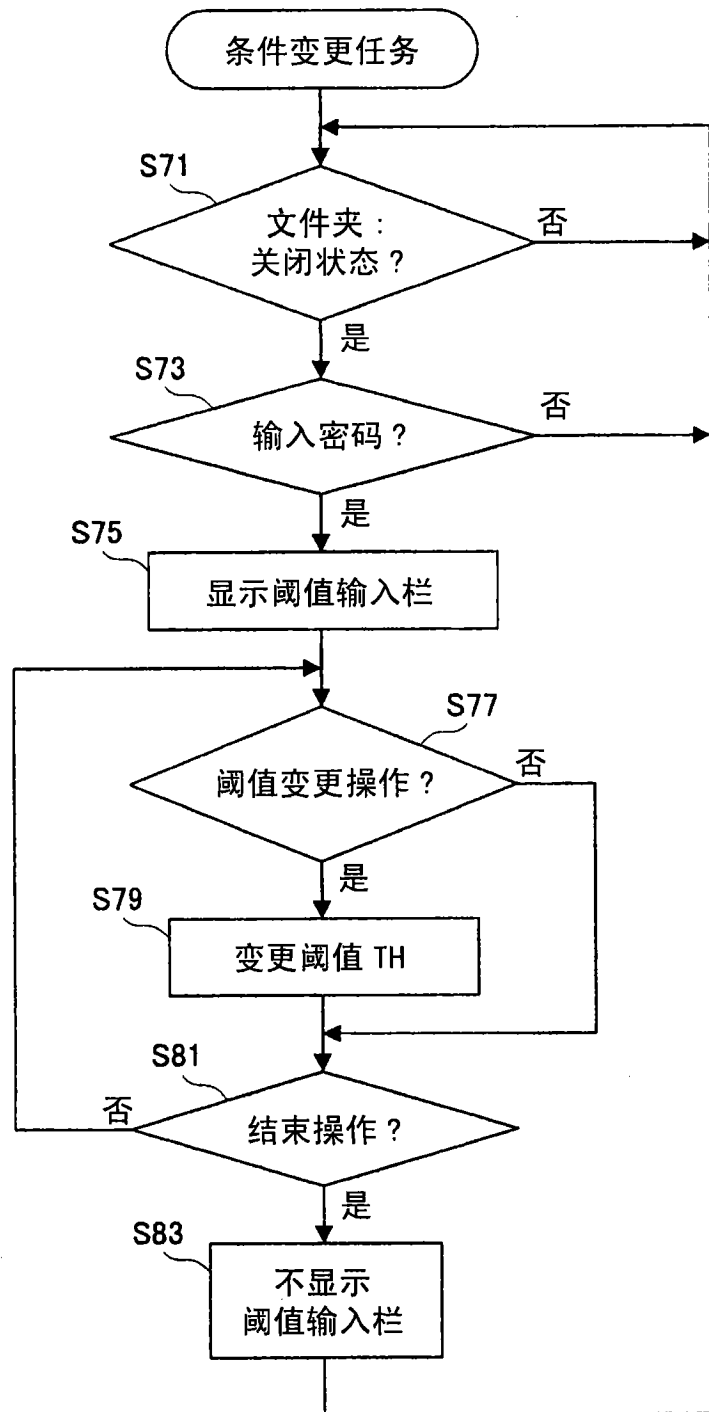 条件变更任务
S71
文件夹：
关闭状态？
否
是
S73
输入密码？
否
是
S75
显示阈值输入栏
S77
阈值变更操作？
否
是
S79
变更阈值 TH
S81
结束操作？
否
是
S83
不显示
阈值输入栏